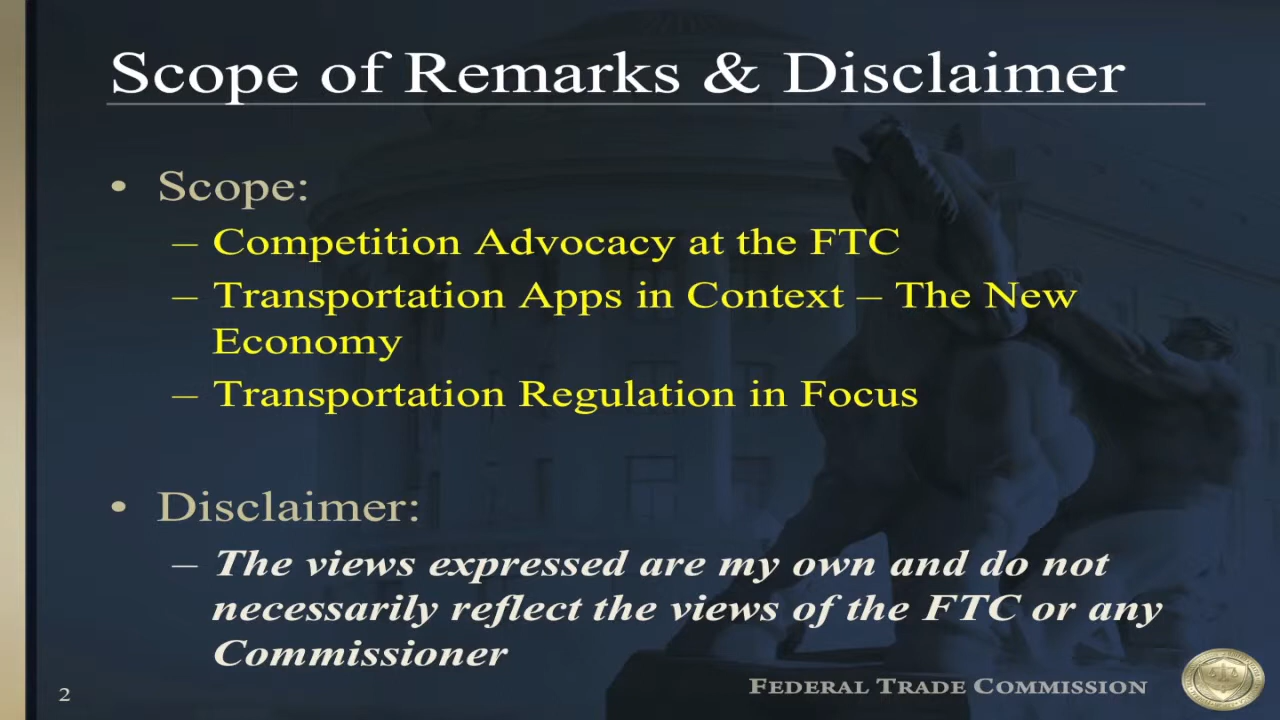 Scope of Remarks & Disclaimer
• Scope:
– Competition Advocacy at the FTC
– Transportation Apps in Context – The New
Economy
– Transportation Regulation in Focus
• Disclaimer:
– The views expressed are my own and do not
necessarily reflect the views of the FTC or any
Commissioner
2
FEDERAL TRADE COMMISSION